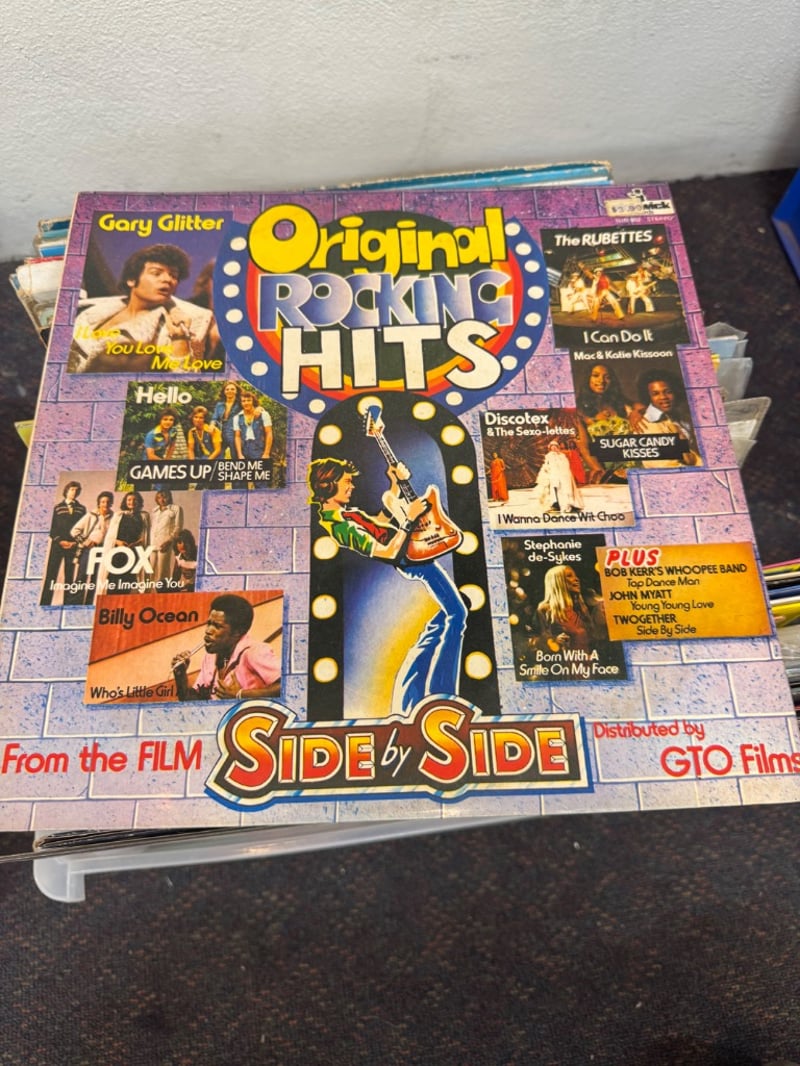 Original
ROCKING
HITS
Gary Glitter
I Love
You Love
Me Love
Hello
GAMES UP/BEND ME
SHAPE ME
FOX
Imagine Me Imagine You
Billy Ocean
Who's Little Girl Are You
The RUBETTES
I Can Do It
Mac & Katie Kissoon
SUGAR CANDY
KISSES
Discotex
& The Sexo-lettes
I Wanna Dance Wit Choo
Stephanie
de-Sykes
Born With A
Smile On My Face
PLUS
BOB KERR'S WHOOPEE BAND
Tap Dance Man
JOHN MYATT
Young Young Love
TWOGETHER
Side By Side
From the FILM
SIDE by SIDE
Distributed by
GTO Films
STEREO